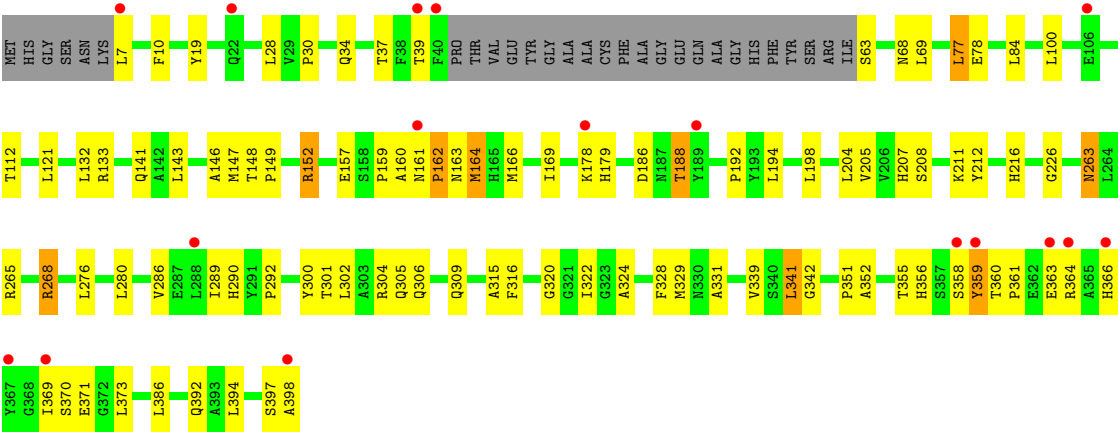 MET HIS GLY SER ASN LYS L7 F10 Y19 Q22 L28 V29 P30 Q34 T37 F38 T39 F40 PRO THR VAL GLU TYR GLY ALA ALA CYS PHE ALA GLY GLU GLN ALA GLY HIS PHE TYR SER ARG ILE S63 N68 L69 L77 E78 L84 L100 E106
T112 L121 L132 R133 Q141 A142 L143 A146 M147 T148 P149 R152 E157 S158 P159 A160 N161 P162 N163 M164 H165 M166 I169 K178 H179 D186 N187 T188 Y189 P192 Y193 L194 L198 L204 V205 V206 H207 S208 K211 Y212 H216 G226 N263 L264
R265 R268 L276 L280 V286 E287 L288 I289 H290 Y291 P292 Y300 T301 L302 A303 R304 Q305 Q306 Q309 A315 F316 G320 G321 I322 G323 A324 F328 M329 N330 A331 V339 S340 L341 G342 P351 A352 T355 H356 S357 S358 Y359 T360 P361 E362 E363 R364 A365 H366
Y367 G368 I369 S370 E371 G372 L373 L386 Q392 A393 L394 S397 A398